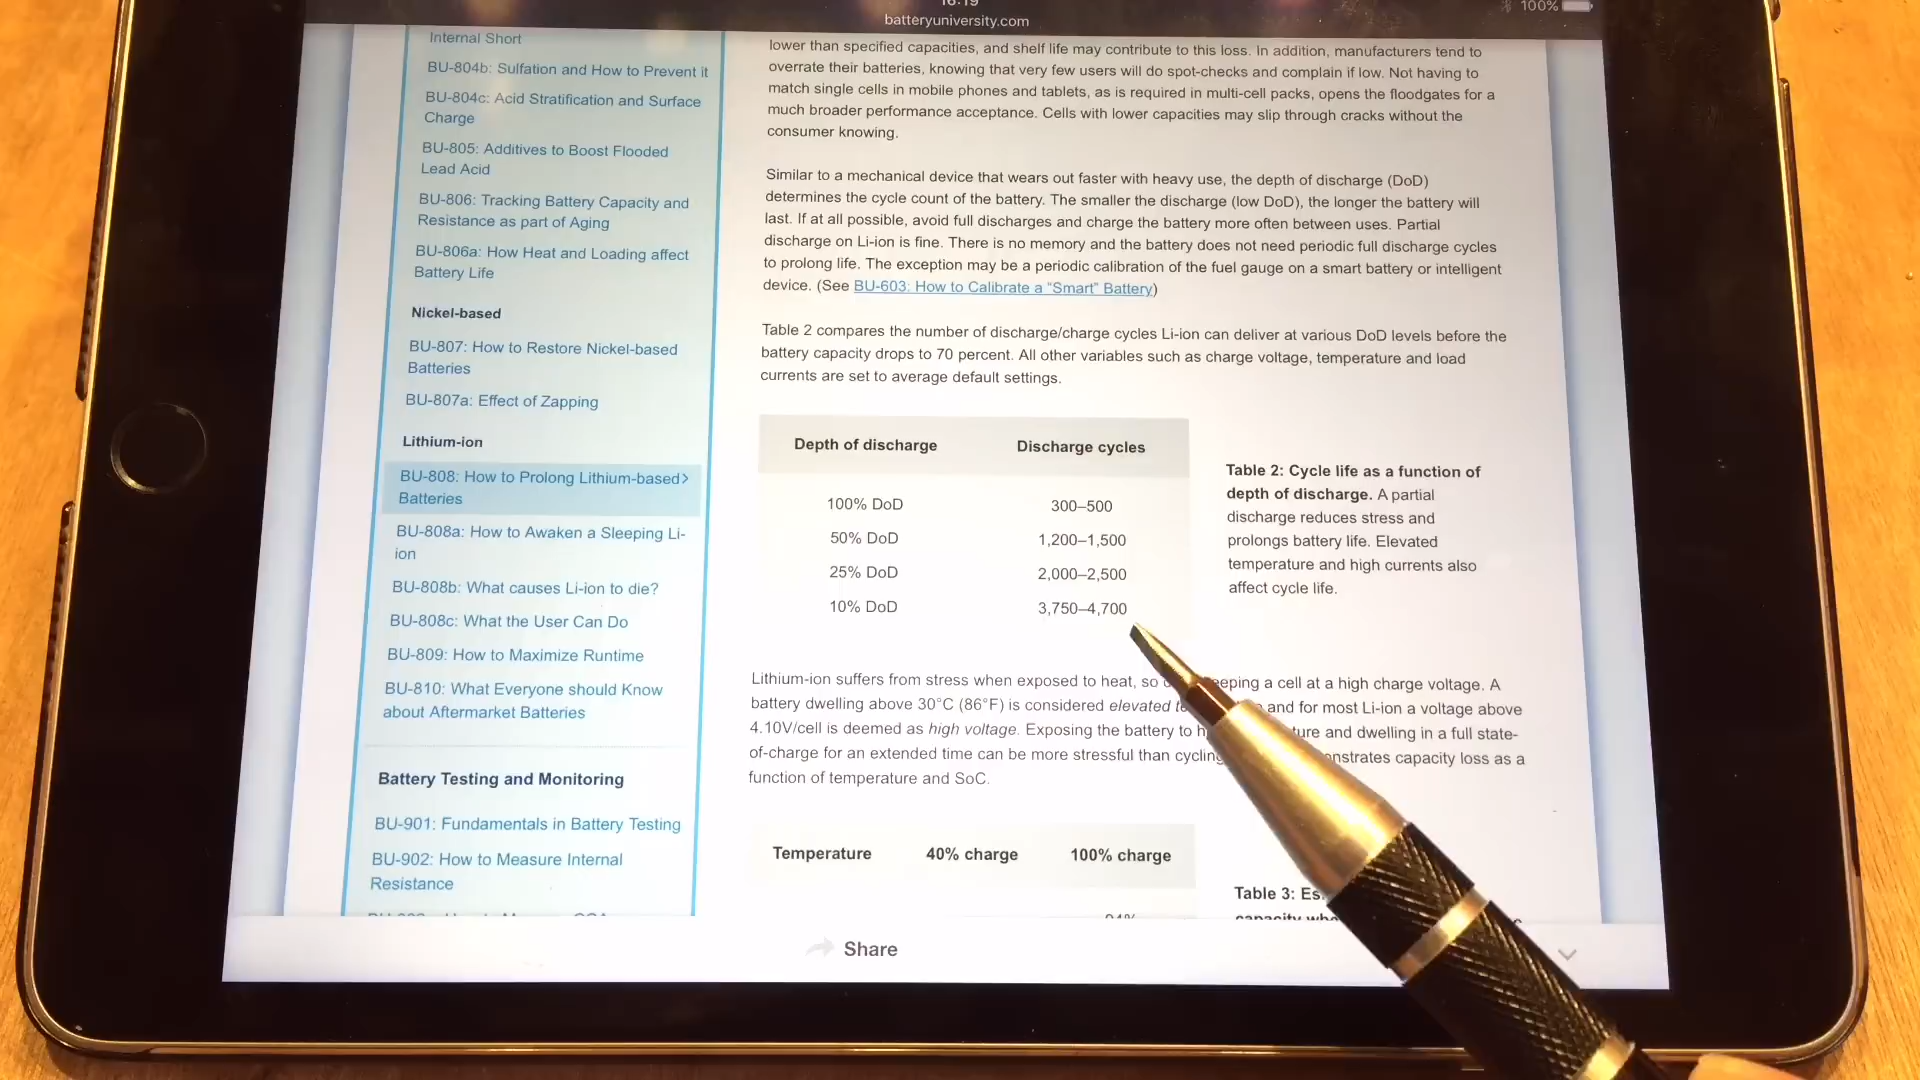 16:19
100%
batteryuniversity.com
Internal Short
BU-804b: Sulfation and How to Prevent it
BU-804c: Acid Stratification and Surface
Charge
BU-805: Additives to Boost Flooded
Lead Acid
BU-806: Tracking Battery Capacity and
Resistance as part of Aging
BU-806a: How Heat and Loading affect
Battery Life
Nickel-based
BU-807: How to Restore Nickel-based
Batteries
BU-807a: Effect of Zapping
Lithium-ion
BU-808: How to Prolong Lithium-based>
Batteries
BU-808a: How to Awaken a Sleeping Li-
ion
BU-808b: What causes Li-ion to die?
BU-808c: What the User Can Do
BU-809: How to Maximize Runtime
BU-810: What Everyone should Know
about Aftermarket Batteries
Battery Testing and Monitoring
BU-901: Fundamentals in Battery Testing
BU-902: How to Measure Internal
Resistance
lower than specified capacities, and shelf life may contribute to this loss. In addition, manufacturers tend to
overrate their batteries, knowing that very few users will do spot-checks and complain if low. Not having to
match single cells in mobile phones and tablets, as is required in multi-cell packs, opens the floodgates for a
much broader performance acceptance. Cells with lower capacities may slip through cracks without the
consumer knowing.
Similar to a mechanical device that wears out faster with heavy use, the depth of discharge (DoD)
determines the cycle count of the battery. The smaller the discharge (low DoD), the longer the battery will
last. If at all possible, avoid full discharges and charge the battery more often between uses. Partial
discharge on Li-ion is fine. There is no memory and the battery does not need periodic full discharge cycles
to prolong life. The exception may be a periodic calibration of the fuel gauge on a smart battery or intelligent
device. (See BU-603: How to Calibrate a "Smart" Battery)
Table 2 compares the number of discharge/charge cycles Li-ion can deliver at various DoD levels before the
battery capacity drops to 70 percent. All other variables such as charge voltage, temperature and load
currents are set to average default settings.
Depth of discharge Discharge cycles
100% DoD 300–500
50% DoD 1,200–1,500
25% DoD 2,000–2,500
10% DoD 3,750–4,700
Table 2: Cycle life as a function of
depth of discharge. A partial
discharge reduces stress and
prolongs battery life. Elevated
temperature and high currents also
affect cycle life.
Lithium-ion suffers from stress when exposed to heat, so eeping a cell at a high charge voltage. A
battery dwelling above 30°C (86°F) is considered elevated te and for most Li-ion a voltage above
4.10V/cell is deemed as high voltage. Exposing the battery to h ture and dwelling in a full state-
of-charge for an extended time can be more stressful than cycling nstrates capacity loss as a
function of temperature and SoC.
Temperature 40% charge 100% charge
Table 3: Es
Share